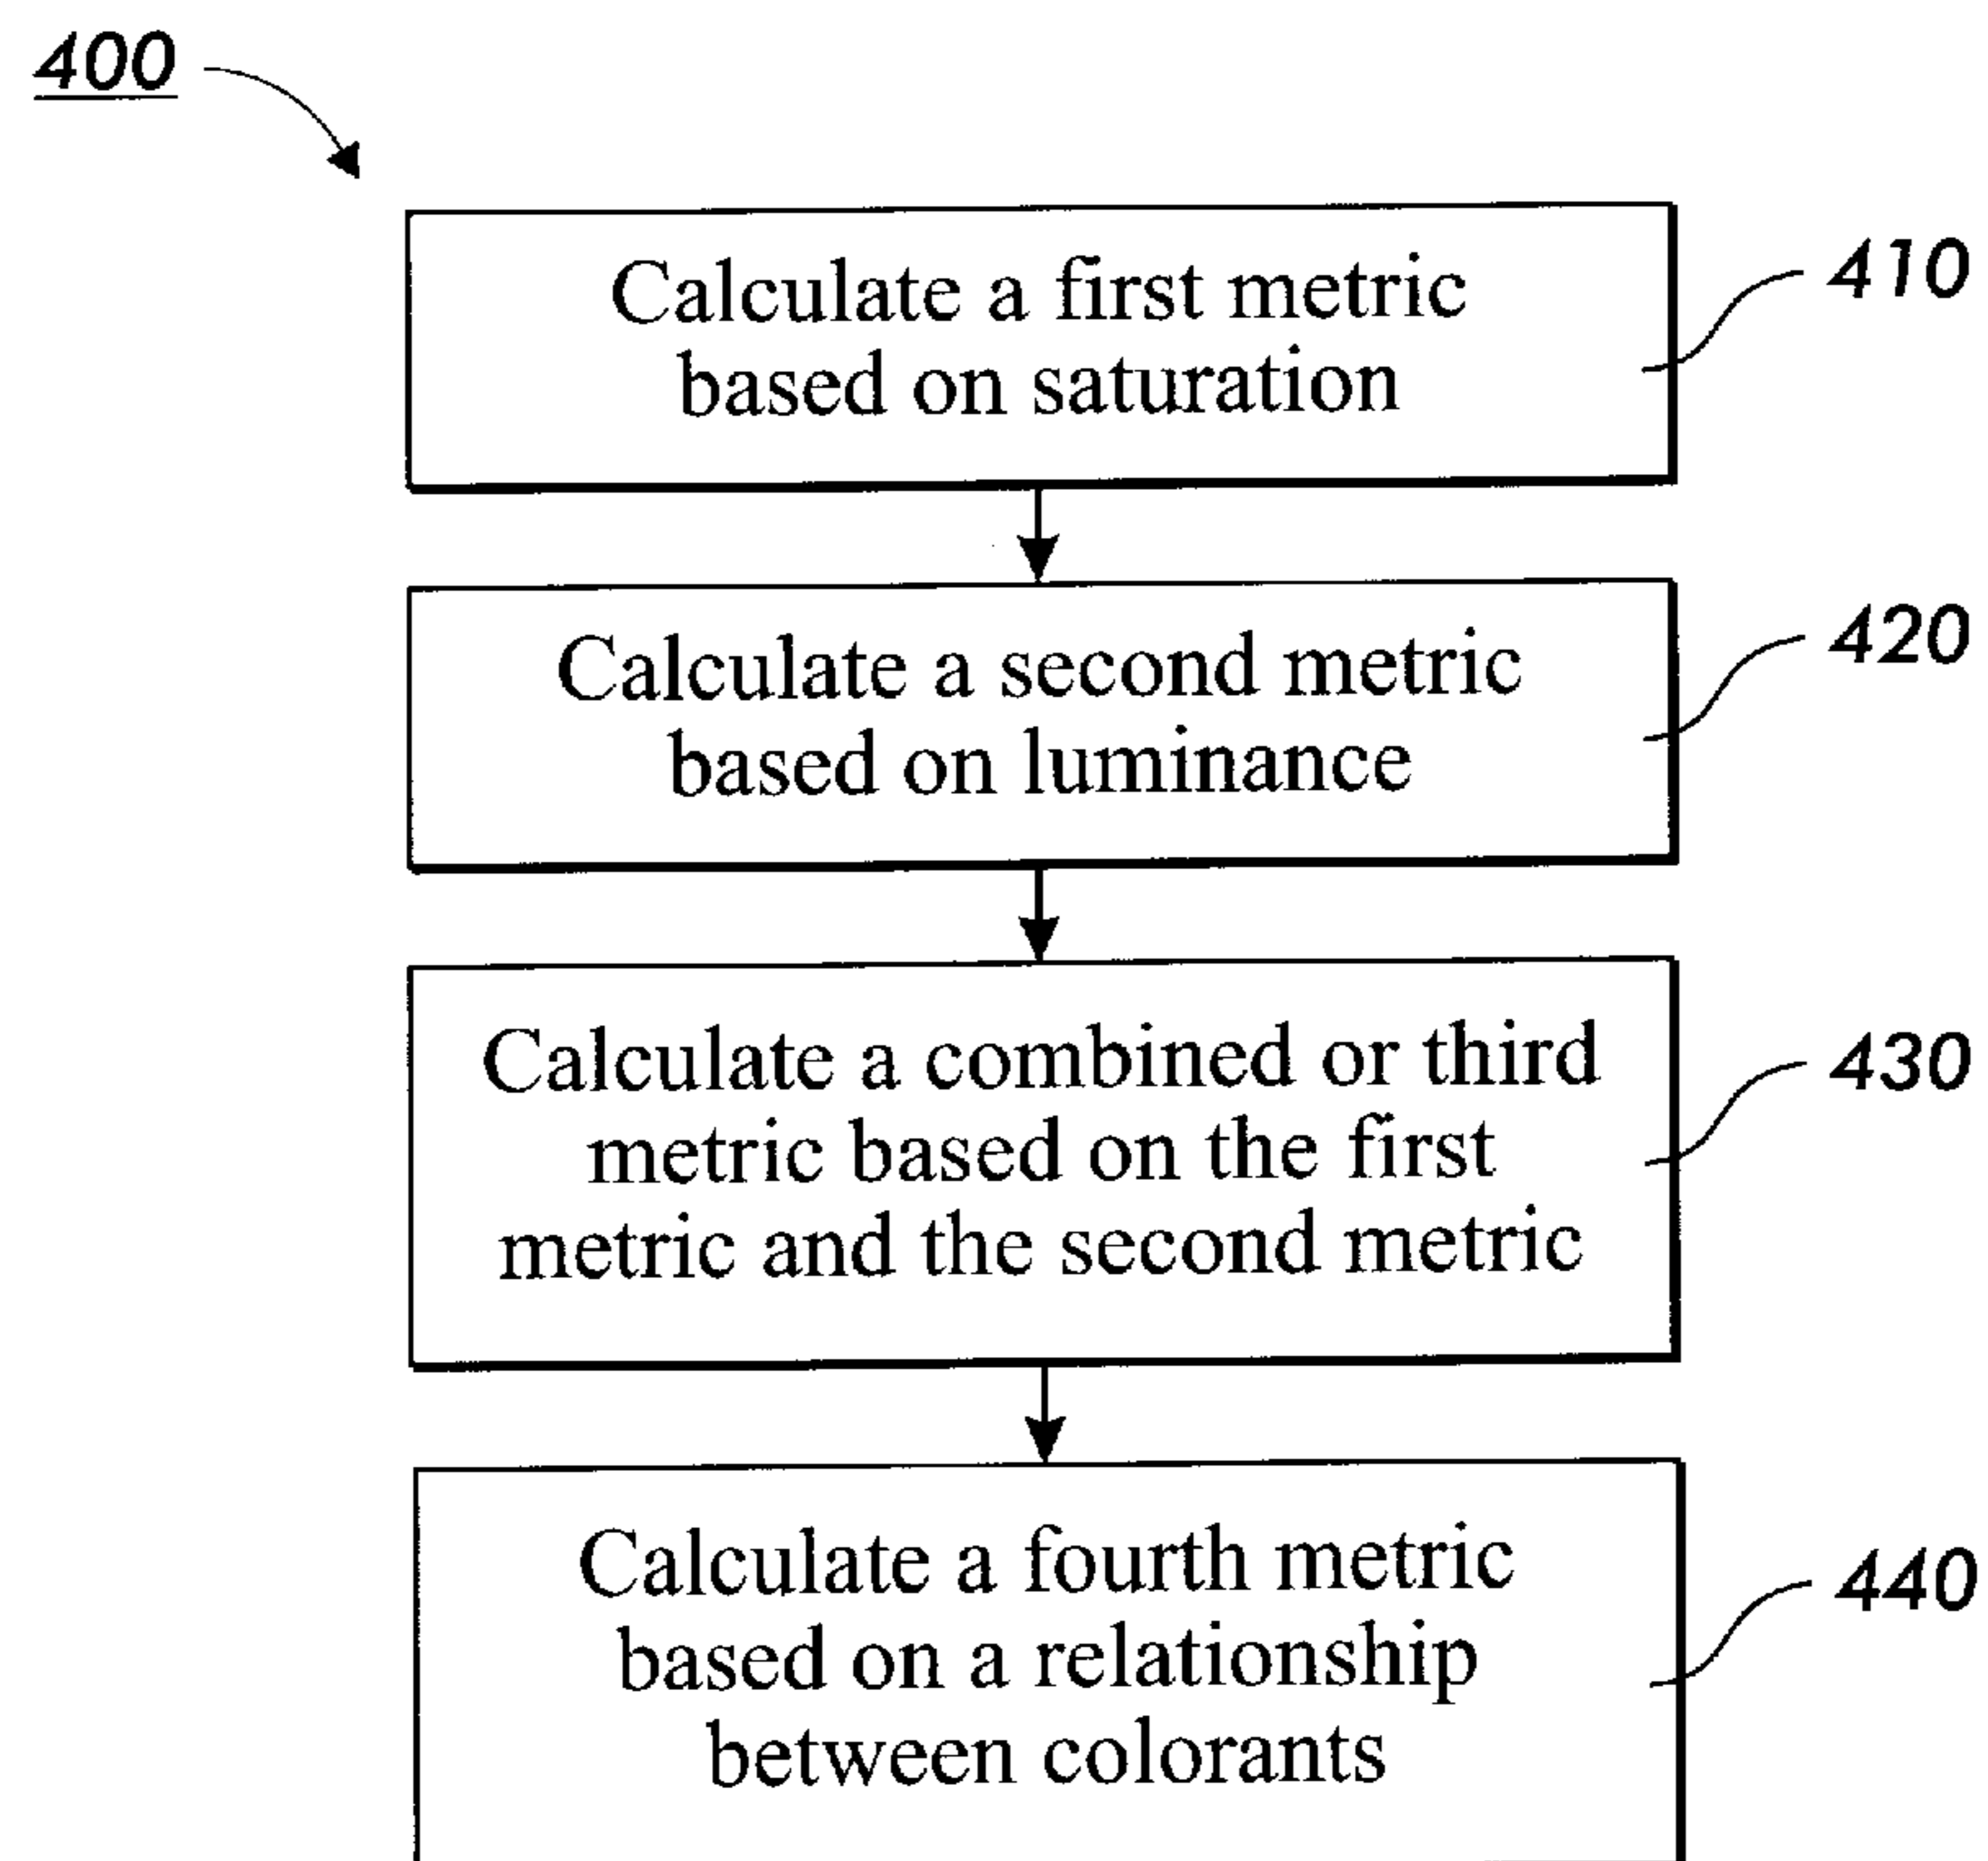 400
Calculate a first metric
based on saturation
410
Calculate a second metric
based on luminance
420
Calculate a combined or third
metric based on the first
metric and the second metric
430
Calculate a fourth metric
based on a relationship
between colorants
440